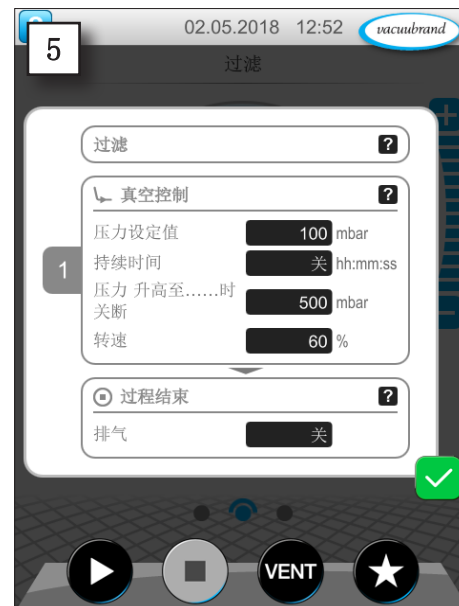 5
02.05.2018 12:52 vacuubrand
过滤
过滤 ?
真空控制 ?
1
压力设定值 100 mbar
持续时间 关 hh:mm:ss
压力 升高至……时
关断 500 mbar
转速 60 %
过程结束 ?
排气 关
VENT